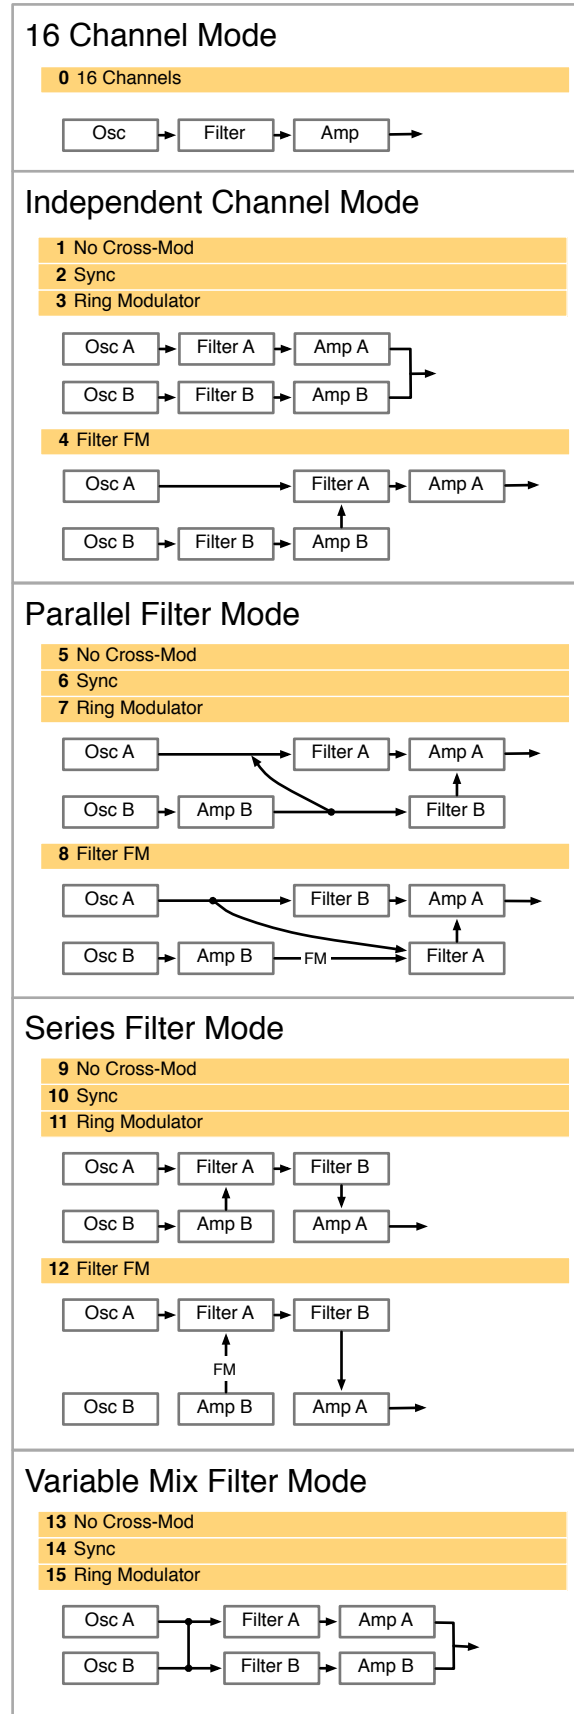 16 Channel Mode
0 16 Channels
Osc Filter Amp
Independent Channel Mode
1 No Cross-Mod
2 Sync
3 Ring Modulator
Osc A Filter A Amp A
Osc B Filter B Amp B
4 Filter FM
Osc A Filter A Amp A
Osc B Filter B Amp B
Parallel Filter Mode
5 No Cross-Mod
6 Sync
7 Ring Modulator
Osc A Filter A Amp A
Osc B Amp B Filter B
8 Filter FM
Osc A Filter B Amp A
Osc B Amp B FM Filter A
Series Filter Mode
9 No Cross-Mod
10 Sync
11 Ring Modulator
Osc A Filter A Filter B
Osc B Amp B Amp A
12 Filter FM
Osc A Filter A Filter B
FM
Osc B Amp B Amp A
Variable Mix Filter Mode
13 No Cross-Mod
14 Sync
15 Ring Modulator
Osc A Filter A Amp A
Osc B Filter B Amp B